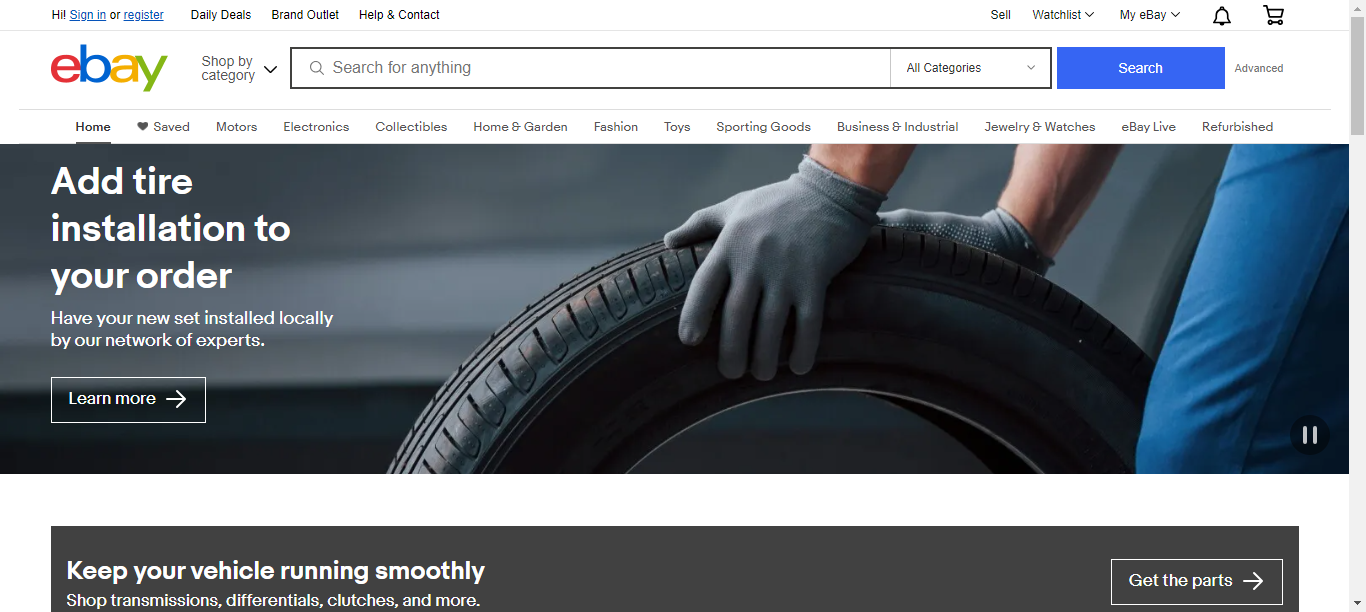 Hi! Sign in or register Daily Deals Brand Outlet Help & Contact Sell Watchlist My eBay
ebay
Shop by
category
Search for anything All Categories Search Advanced
Home Saved Motors Electronics Collectibles Home & Garden Fashion Toys Sporting Goods Business & Industrial Jewelry & Watches eBay Live Refurbished
Add tire
installation to
your order
Have your new set installed locally
by our network of experts.
Learn more
Keep your vehicle running smoothly
Shop transmissions, differentials, clutches, and more.
Get the parts